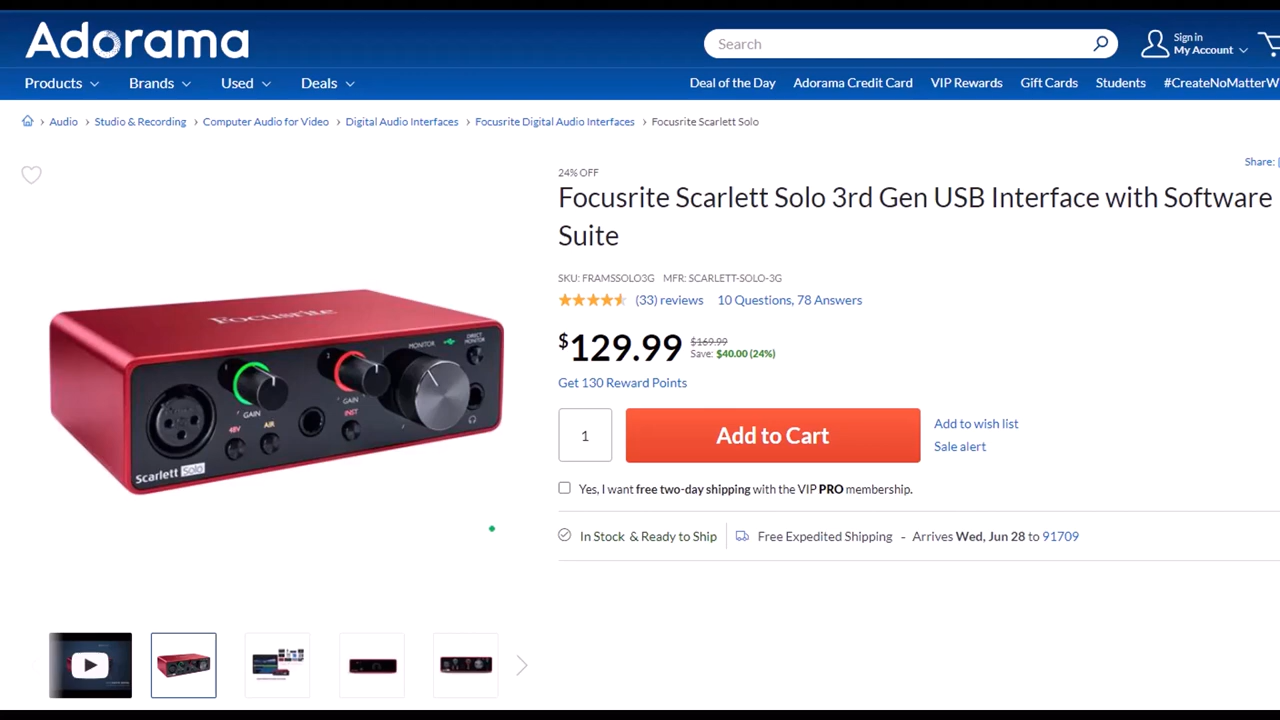 Adorama
Search
Sign in
My Account
Products
Brands
Used
Deals
Deal of the Day
Adorama Credit Card
VIP Rewards
Gift Cards
Students
#CreateNoMatterW
Audio › Studio & Recording › Computer Audio for Video › Digital Audio Interfaces › Focusrite Digital Audio Interfaces › Focusrite Scarlett Solo
Share:
24% OFF
Focusrite Scarlett Solo 3rd Gen USB Interface with Software
Suite
SKU: FRAMSSOLO3G MFR: SCARLETT-SOLO-3G
(33) reviews 10 Questions, 78 Answers
$129.99
$169.99
Save: $40.00 (24%)
Get 130 Reward Points
1
Add to Cart
Add to wish list
Sale alert
Yes, I want free two-day shipping with the VIP PRO membership.
In Stock & Ready to Ship
Free Expedited Shipping - Arrives Wed, Jun 28 to 91709
Focusrite
MONITOR
DIRECT
MONITOR
1
2
GAIN
GAIN
48V
AIR
INST
Scarlett Solo